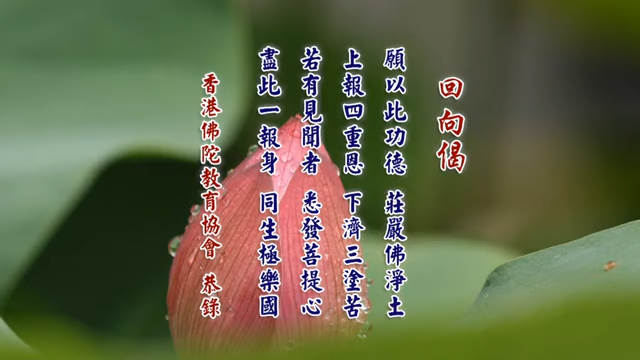 回向偈
願以此功德 莊嚴佛淨土
上報四重恩 下濟三塗苦
若有見聞者 悉發菩提心
盡此一報身 同生極樂國
香港佛陀教育協會 恭錄